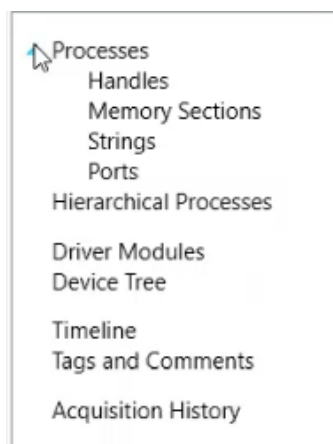 Processes
Handles
Memory Sections
Strings
Ports
Hierarchical Processes
Driver Modules
Device Tree
Timeline
Tags and Comments
Acquisition History